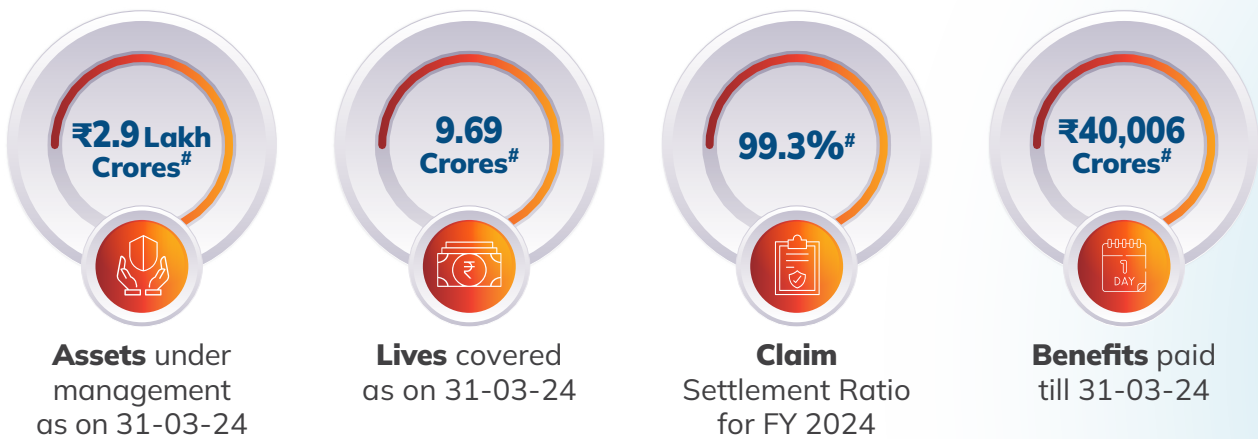 ₹2.9 Lakh
Crores#
Assets under
management
as on 31-03-24
9.69
Crores#
₹
Lives covered
as on 31-03-24
99.3%#
Claim
Settlement Ratio
for FY 2024
₹40,006
Crores#
1
DAY
Benefits paid
till 31-03-24